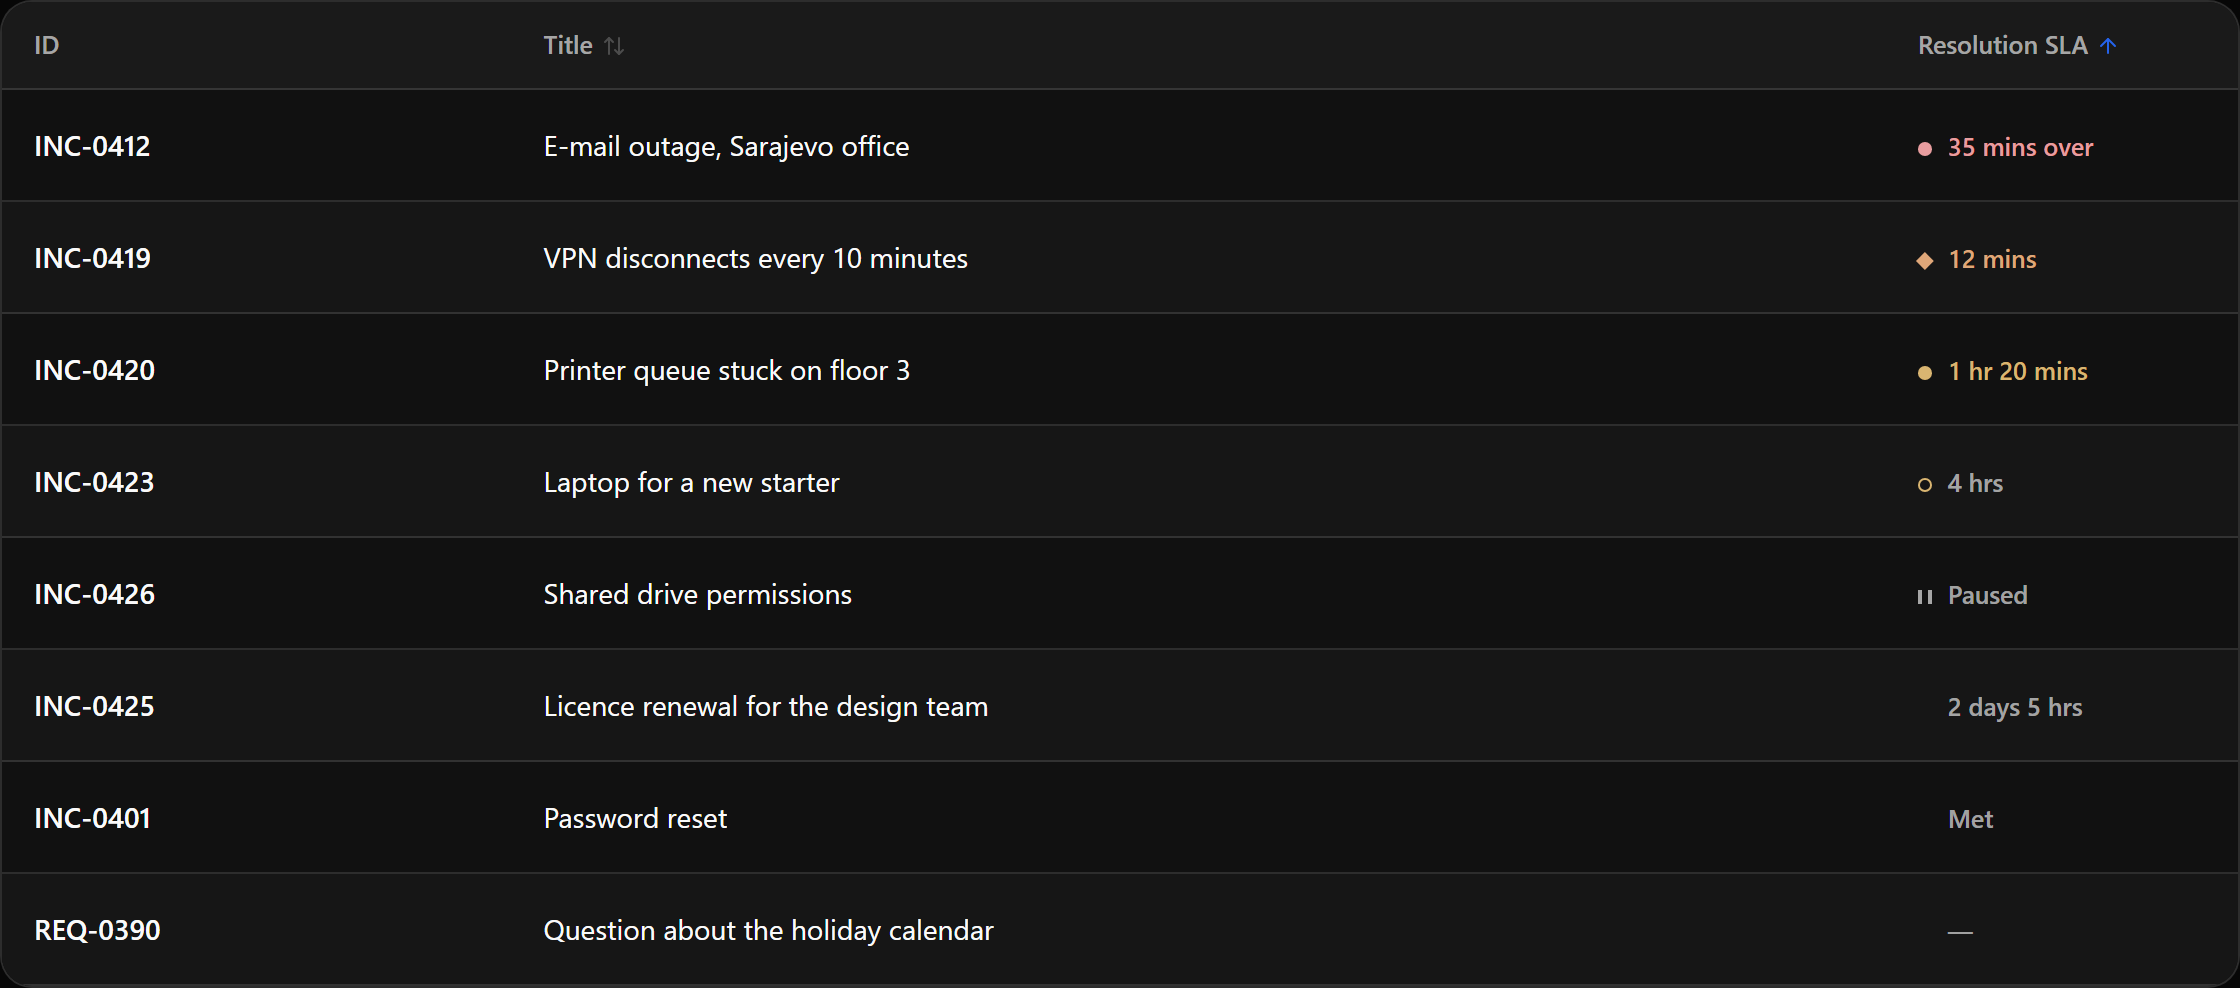 ID Title Resolution SLA
INC-0412 E-mail outage, Sarajevo office 35 mins over
INC-0419 VPN disconnects every 10 minutes 12 mins
INC-0420 Printer queue stuck on floor 3 1 hr 20 mins
INC-0423 Laptop for a new starter 4 hrs
INC-0426 Shared drive permissions Paused
INC-0425 Licence renewal for the design team 2 days 5 hrs
INC-0401 Password reset Met
REQ-0390 Question about the holiday calendar —